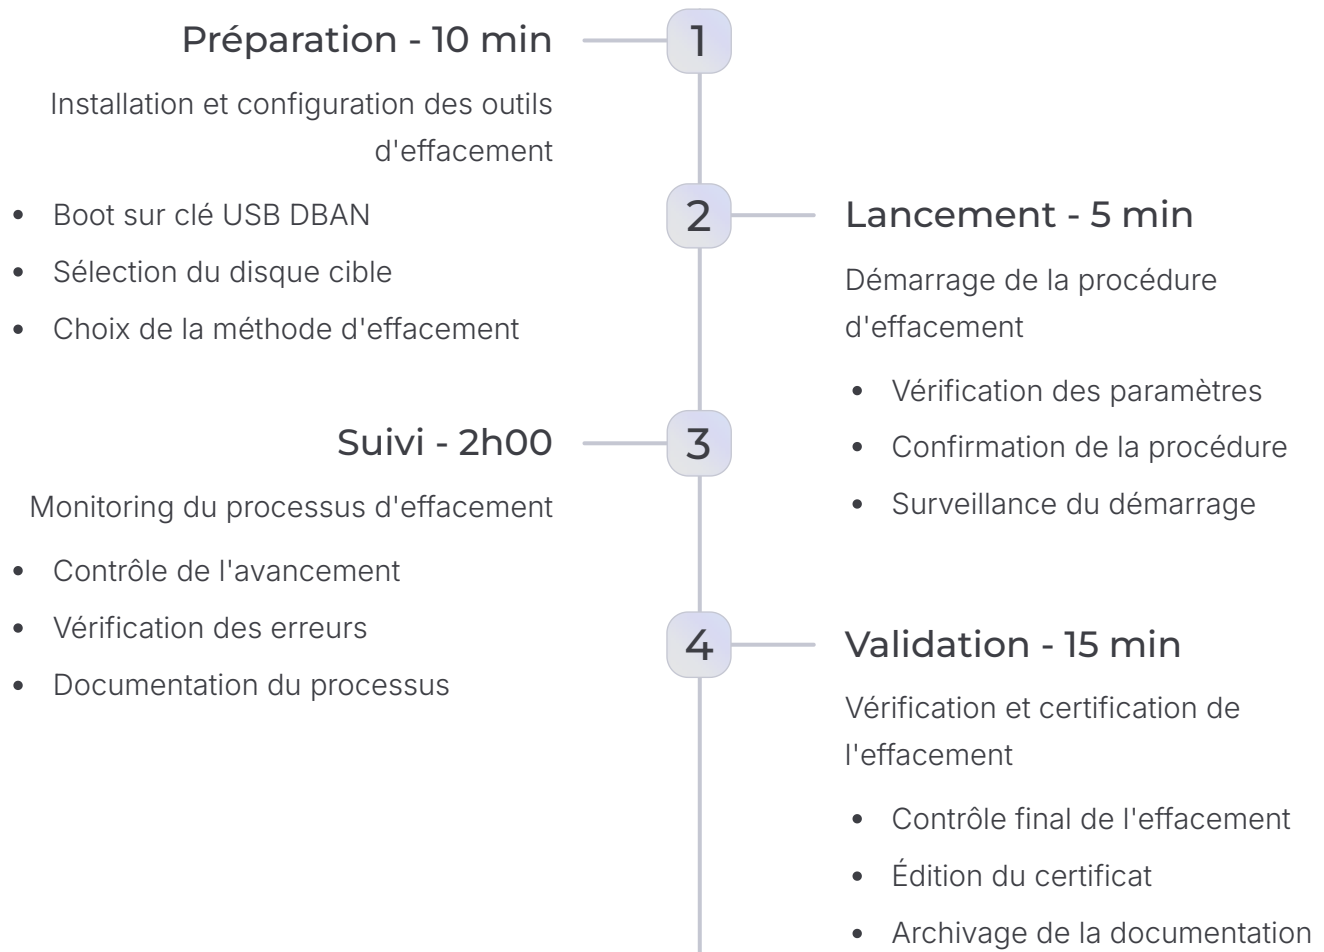 Préparation - 10 min
1
Installation et configuration des outils
d'effacement
• Boot sur clé USB DBAN
• Sélection du disque cible
• Choix de la méthode d'effacement
2
Lancement - 5 min
Démarrage de la procédure
d'effacement
• Vérification des paramètres
• Confirmation de la procédure
• Surveillance du démarrage
Suivi - 2h00
3
Monitoring du processus d'effacement
• Contrôle de l'avancement
• Vérification des erreurs
• Documentation du processus
4
Validation - 15 min
Vérification et certification de
l'effacement
• Contrôle final de l'effacement
• Édition du certificat
• Archivage de la documentation